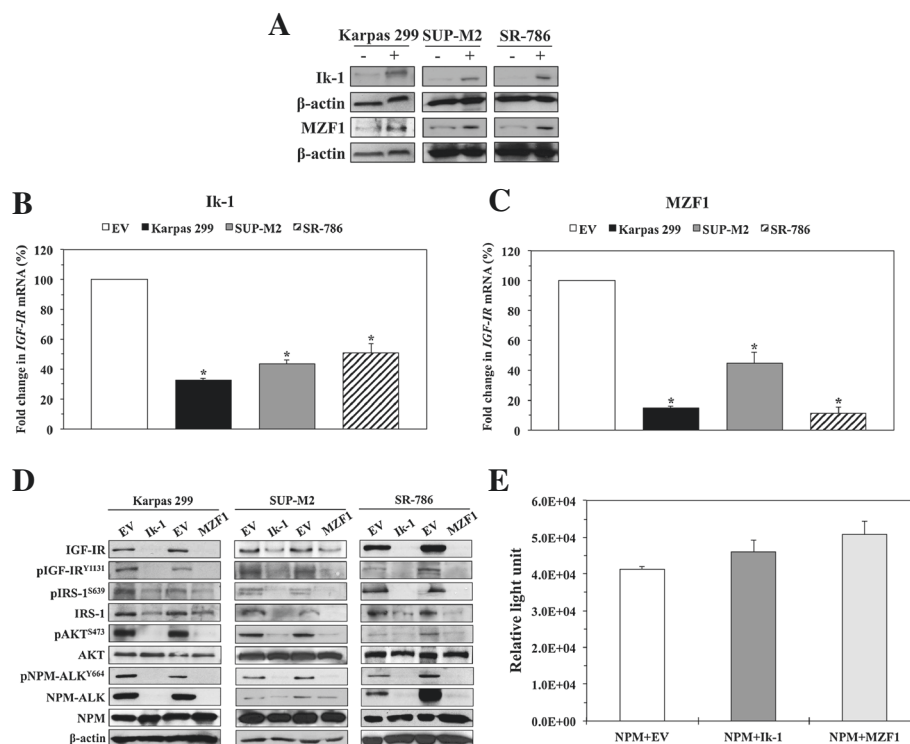 A
Karpas 299 SUP-M2 SR-786
- + - + - +
Ik-1
β-actin
MZF1
β-actin
B
Ik-1
EV Karpas 299 SUP-M2 SR-786
Fold change in IGF-IR mRNA (%)
120
100
80
60
40
20
0
* * *
C
MZF1
EV Karpas 299 SUP-M2 SR-786
Fold change in IGF-IR mRNA (%)
120
100
80
60
40
20
0
* * *
D
Karpas 299 SUP-M2 SR-786
EV Ik-1 EV MZF1 EV Ik-1 EV MZF1 EV Ik-1 EV MZF1
IGF-IR
pIGF-IRY1131
pIRS-1S639
IRS-1
pAKTS473
AKT
pNPM-ALKY664
NPM-ALK
NPM
β-actin
E
Relative light unit
6.0E+04
5.0E+04
4.0E+04
3.0E+04
2.0E+04
1.0E+04
0.0E+00
NPM+EV NPM+Ik-1 NPM+MZF1